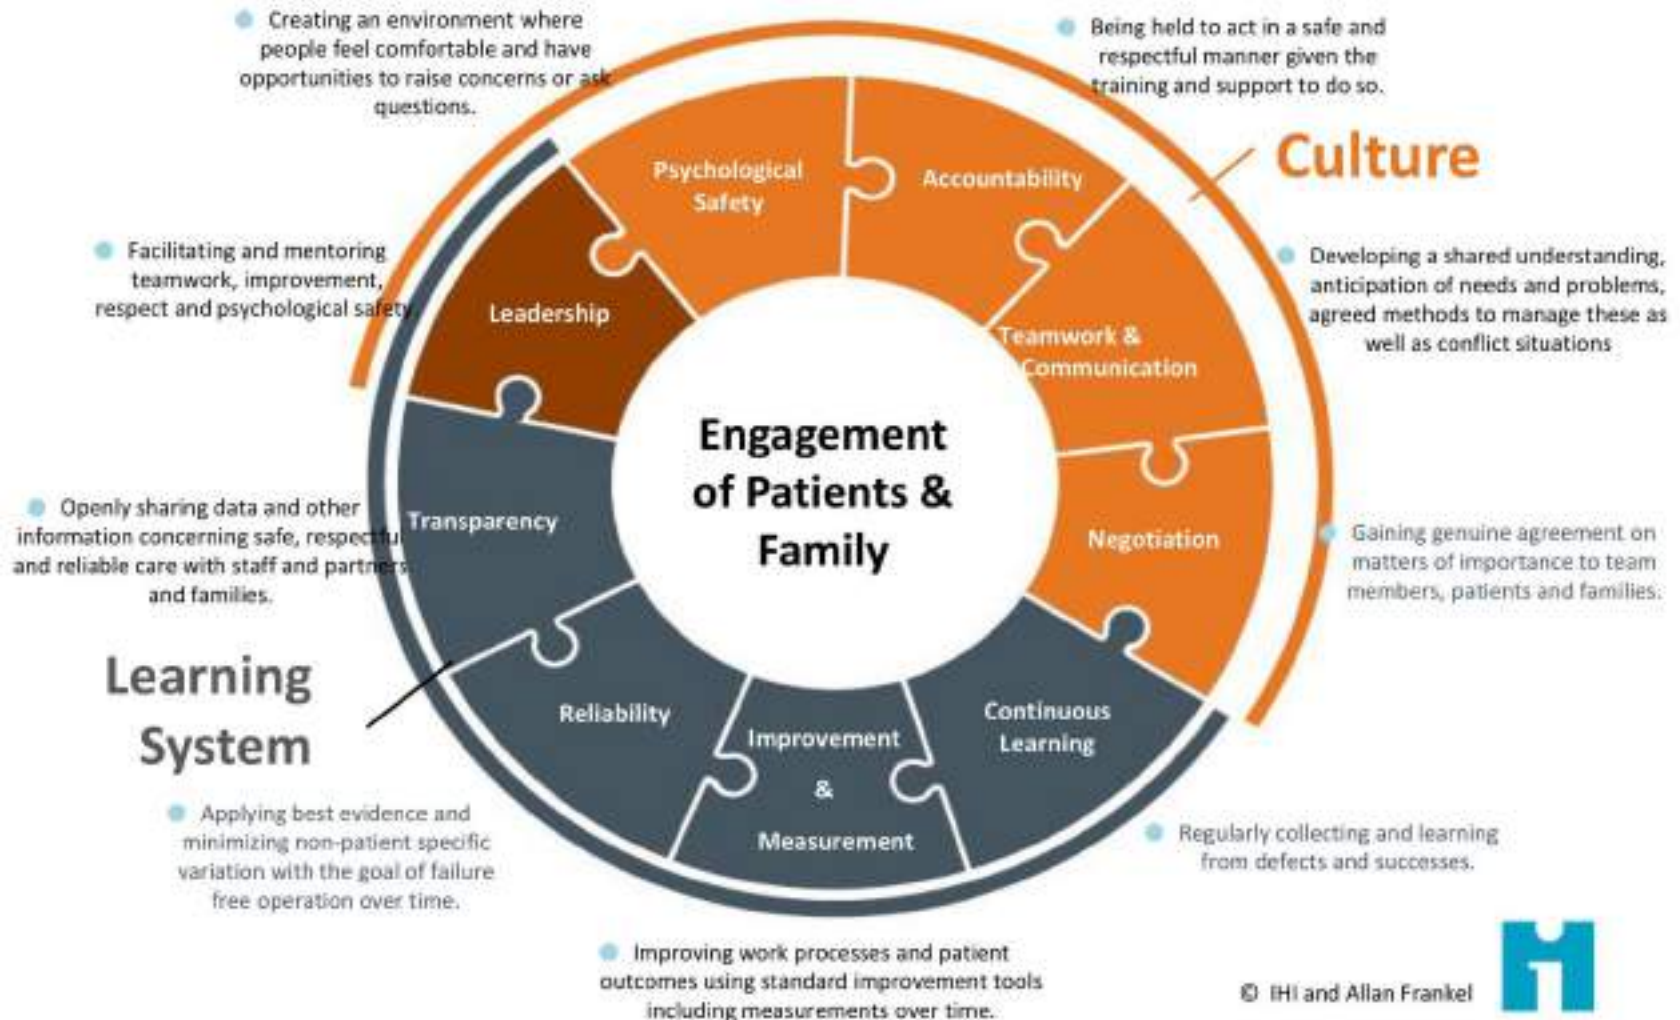 Creating an environment where
people feel comfortable and have
opportunities to raise concerns or ask
questions.
Being held to act in a safe and
respectful manner given the
training and support to do so.
Culture
Psychological
Safety
Accountability
Facilitating and mentoring
teamwork, improvement,
respect and psychological safety
Leadership
Teamwork &
Communication
Developing a shared understanding,
anticipation of needs and problems,
agreed methods to manage these as
well as conflict situations
Engagement
of Patients &
Family
Openly sharing data and other
information concerning safe, respectful
and reliable care with staff and partners
and families.
Transparency
Negotiation
Gaining genuine agreement on
matters of importance to team
members, patients and families.
Learning
System
Reliability
Improvement
&
Measurement
Continuous
Learning
Applying best evidence and
minimizing non-patient specific
variation with the goal of failure
free operation over time.
Regularly collecting and learning
from defects and successes.
Improving work processes and patient
outcomes using standard improvement tools
including measurements over time.
© IHI and Allan Frankel